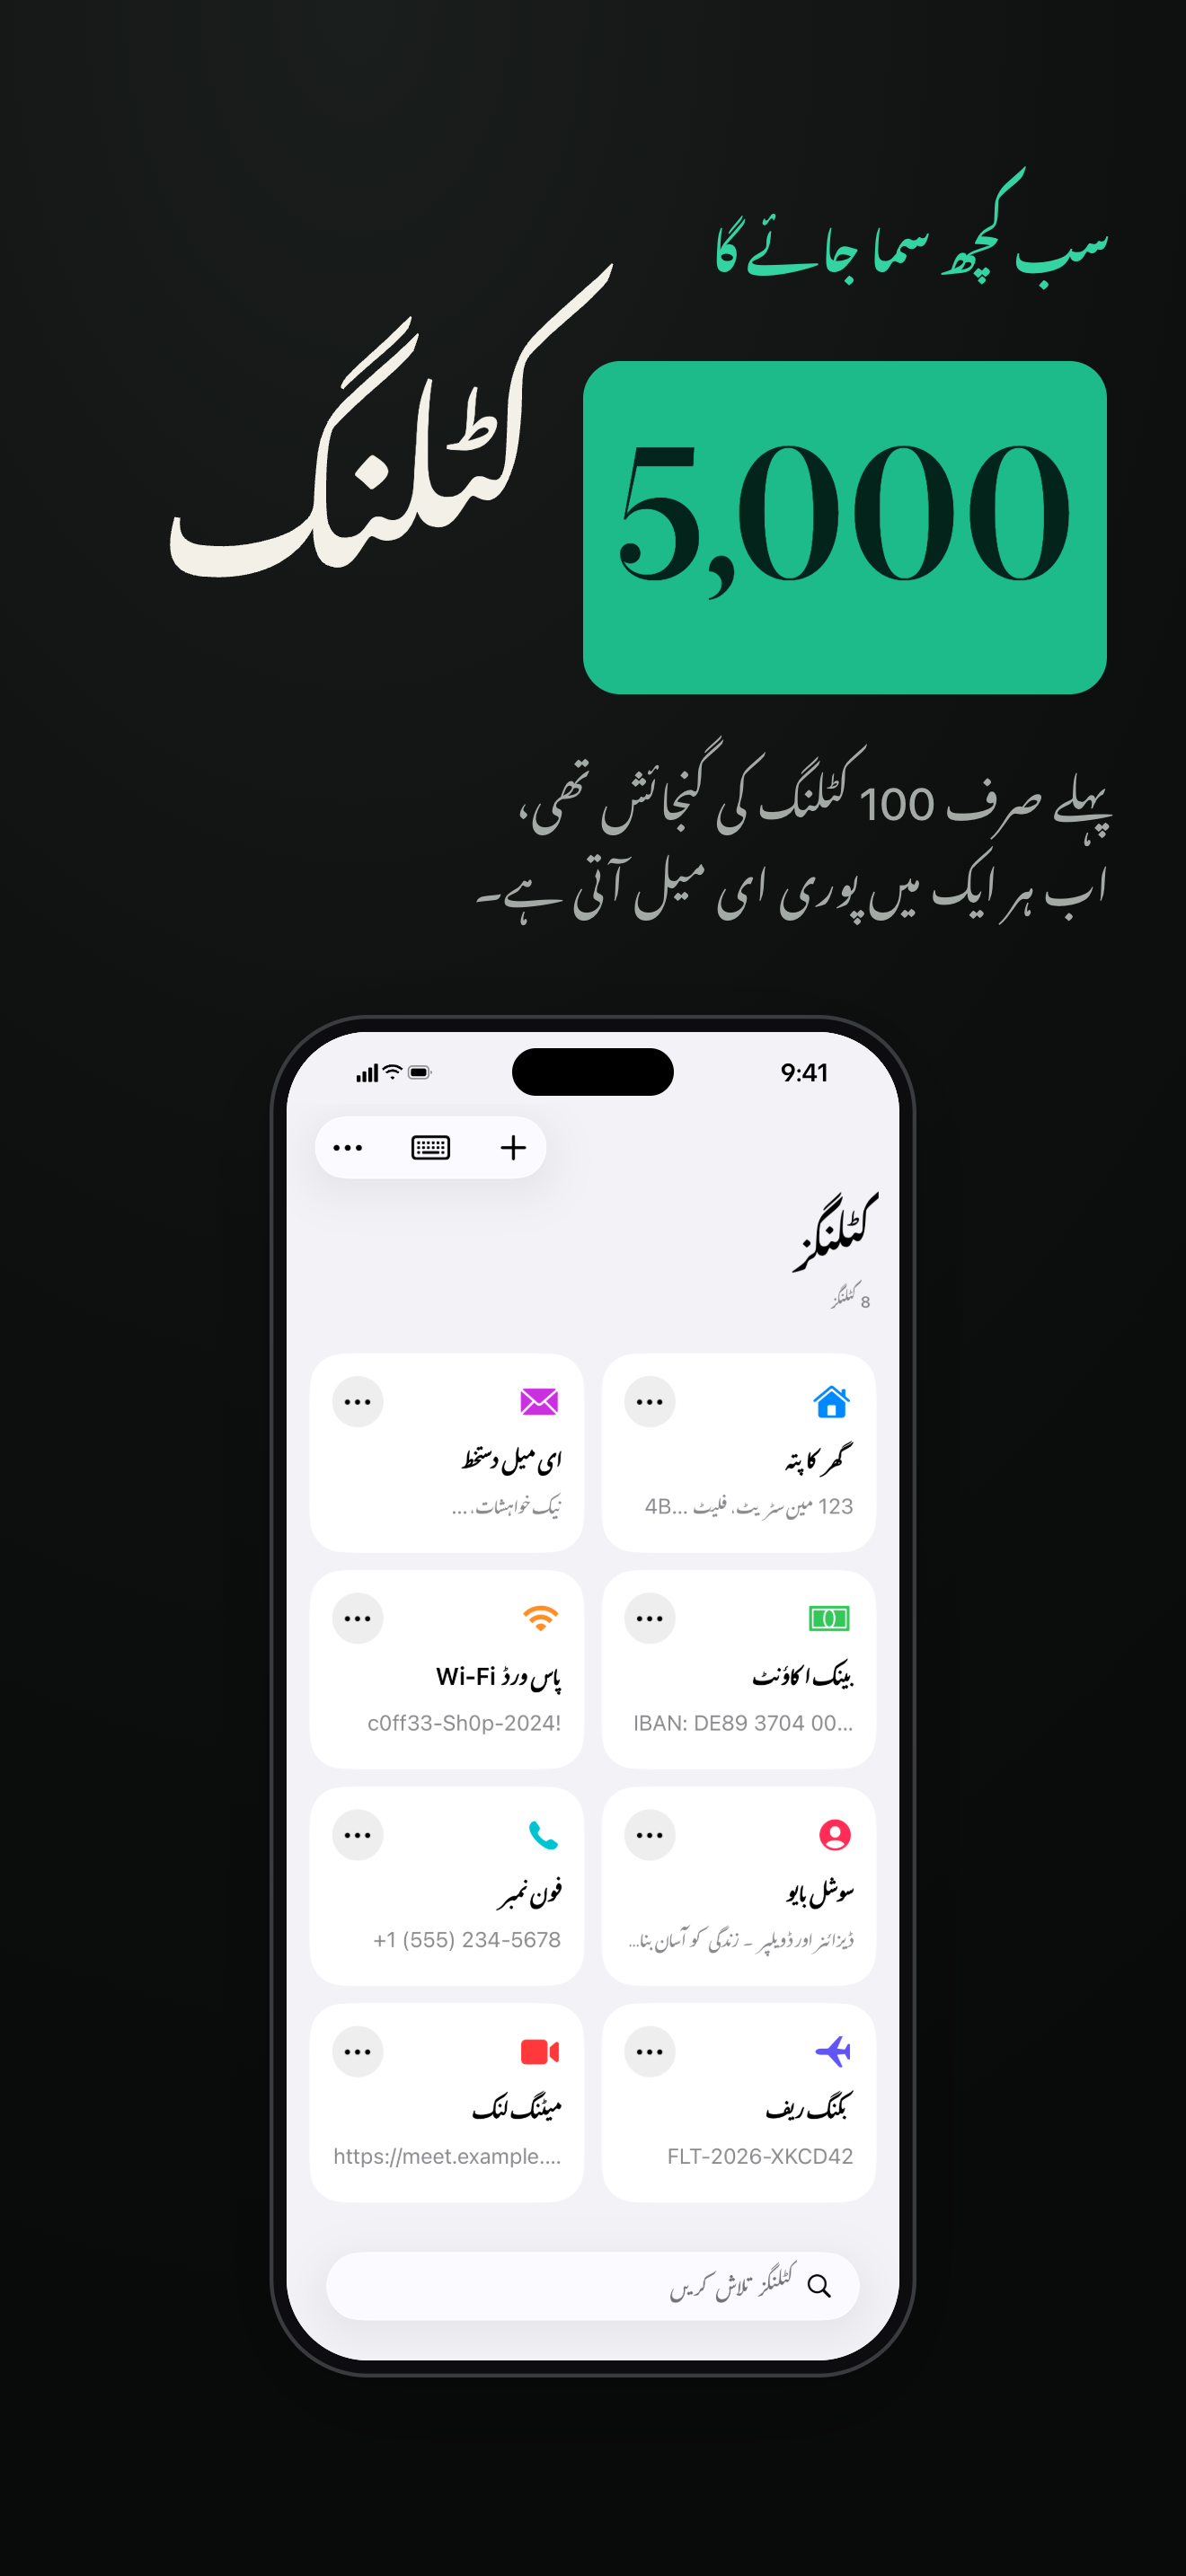 سب کچھ سما جائے گا
5,000 کٹلنگ
پہلے صرف 100 کٹلنگ کی گنجائش تھی،
اب ہر ایک میں پوری ای میل آتی ہے۔
9:41
کٹلنگز
8 کٹلنگز
گھر کا پتہ
123 مین سٹریٹ، فلیٹ 4B...
ای میل دستخط
نیک خواہشات، ...
بینک اکاؤنٹ
IBAN: DE89 3704 00...
پاس ورڈ Wi-Fi
c0ff33-Sh0p-2024!
سوشل بایو
ڈیزائنر اور ڈویلپر - زندگی کو آسان بنا...
فون نمبر
+1 (555) 234-5678
بکنگ ریف
FLT-2026-XKCD42
میٹنگ لنک
https://meet.example....
کٹلنگز تلاش کریں